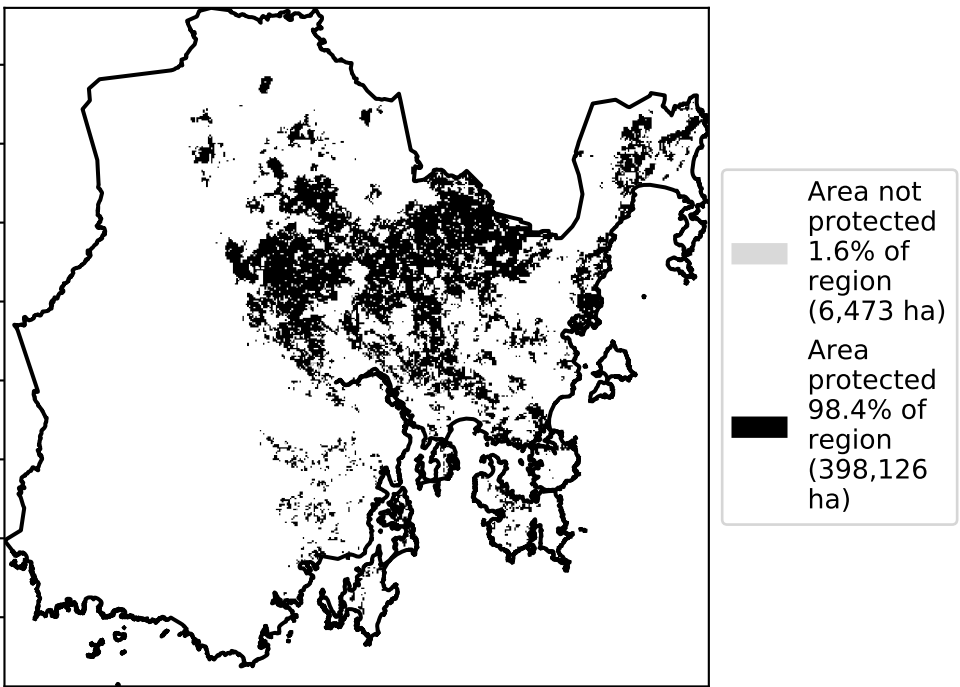 Area not
protected
1.6% of
region
(6,473 ha)
Area
protected
98.4% of
region
(398,126
ha)